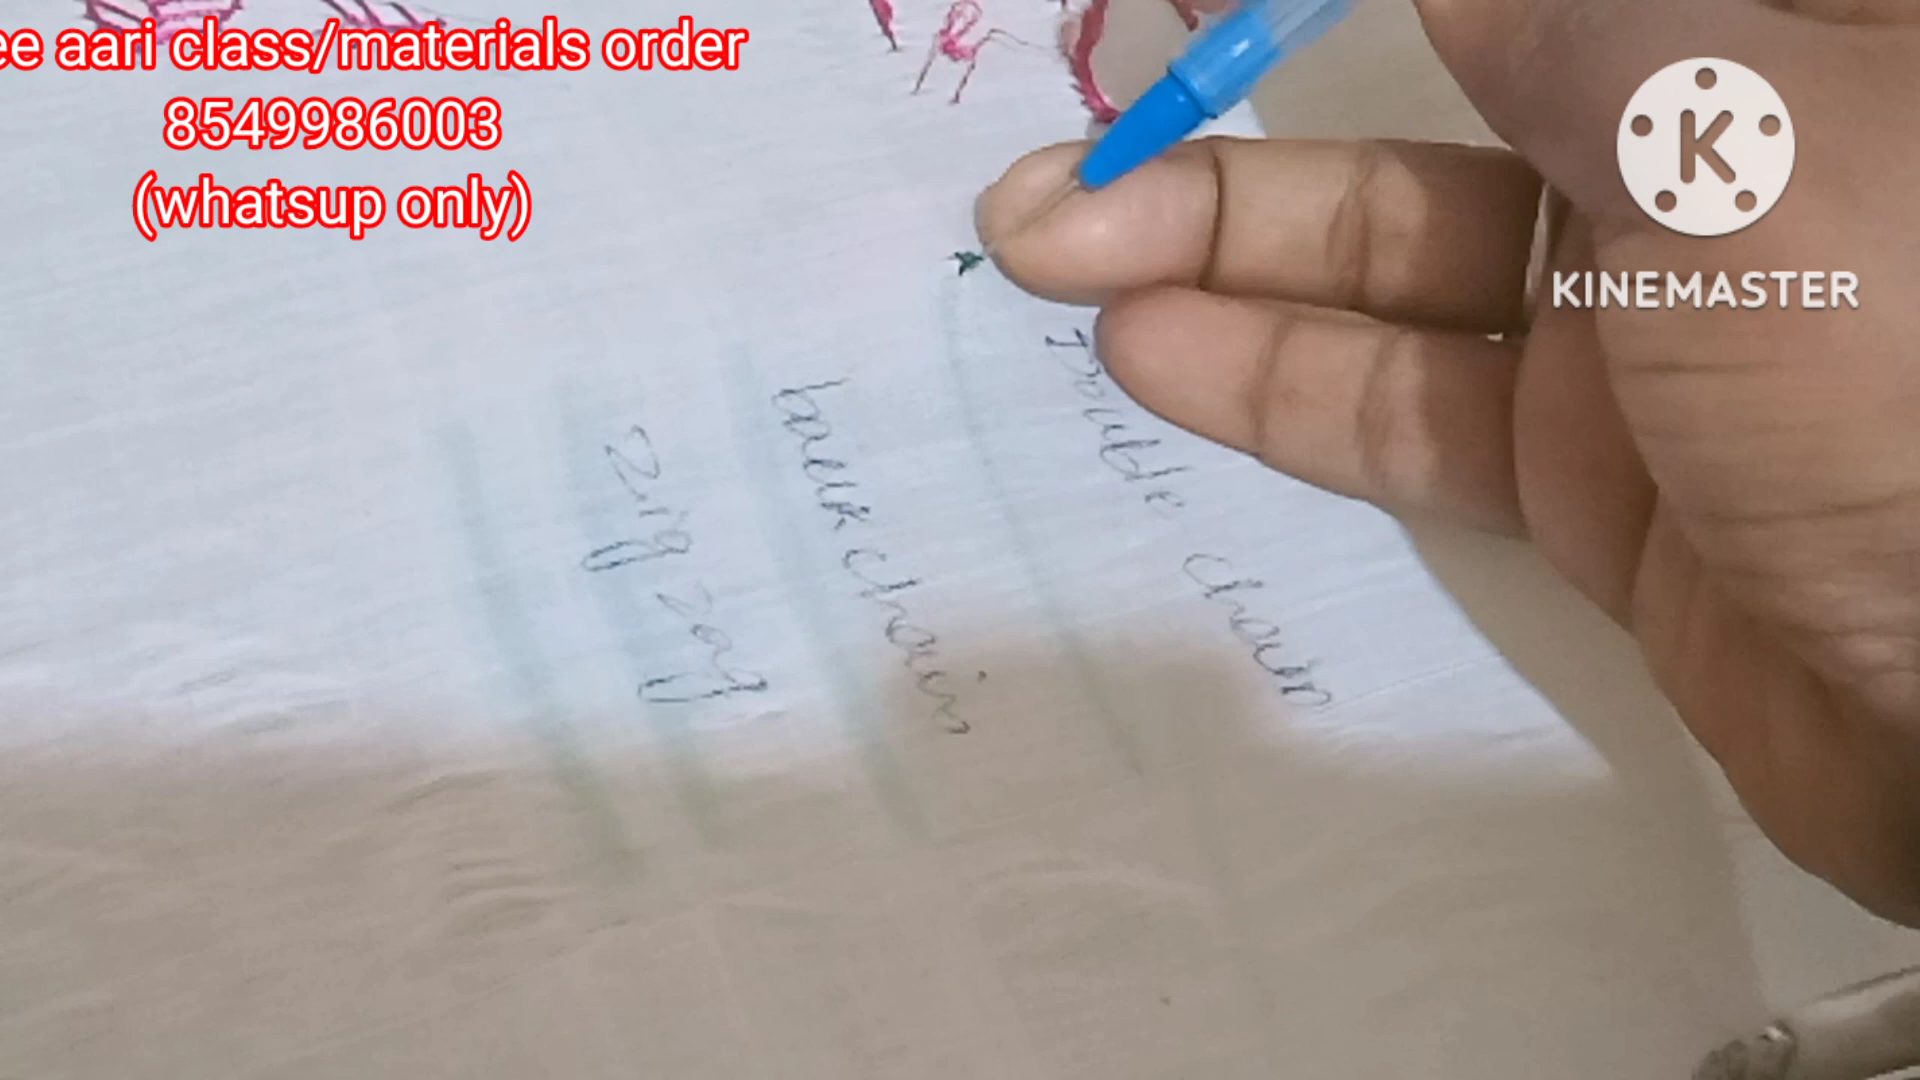 ee aari class/materials order
8549986003
(whatsup only)
K
KINEMASTER
Double chain
back chain
zig zag